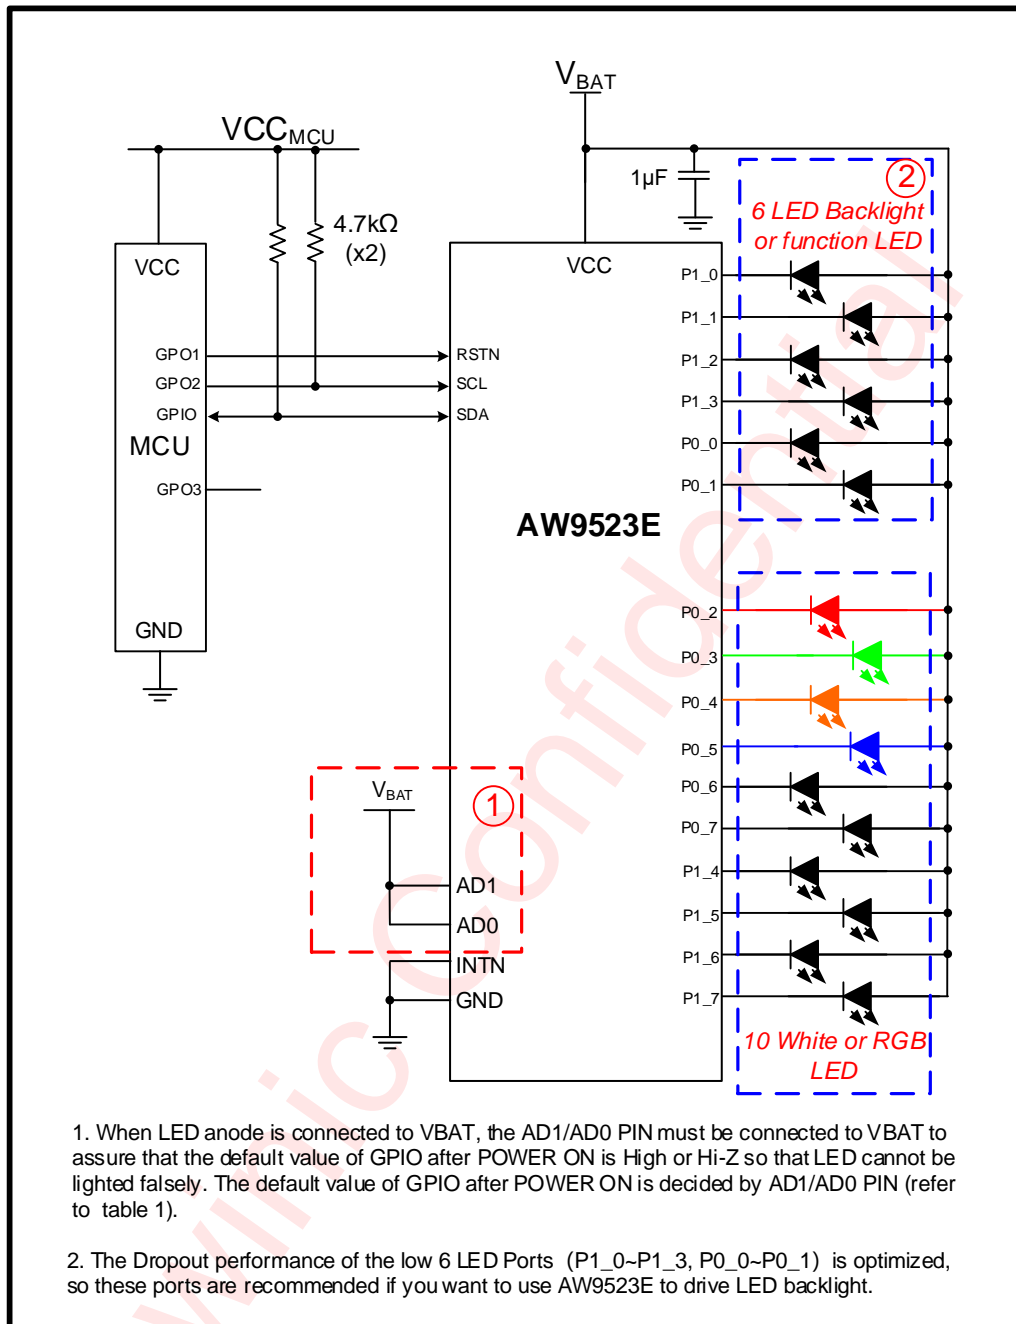 VBAT
VCCMCU
1µF
②
6 LED Backlight
or function LED
4.7kΩ
(x2)
VCC
VCC
P1_0
P1_1
GPO1
RSTN
P1_2
GPO2
SCL
P1_3
GPIO
SDA
MCU
P0_0
GPO3
P0_1
AW9523E
P0_2
GND
P0_3
P0_4
P0_5
VBAT
①
P0_6
P0_7
AD1
P1_4
AD0
P1_5
INTN
P1_6
GND
P1_7
10 White or RGB
LED
1. When LED anode is connected to VBAT, the AD1/AD0 PIN must be connected to VBAT to
assure that the default value of GPIO after POWER ON is High or Hi-Z so that LED cannot be
lighted falsely. The default value of GPIO after POWER ON is decided by AD1/AD0 PIN (refer
to table 1).
2. The Dropout performance of the low 6 LED Ports (P1_0~P1_3, P0_0~P0_1) is optimized,
so these ports are recommended if you want to use AW9523E to drive LED backlight.
winic Confidential